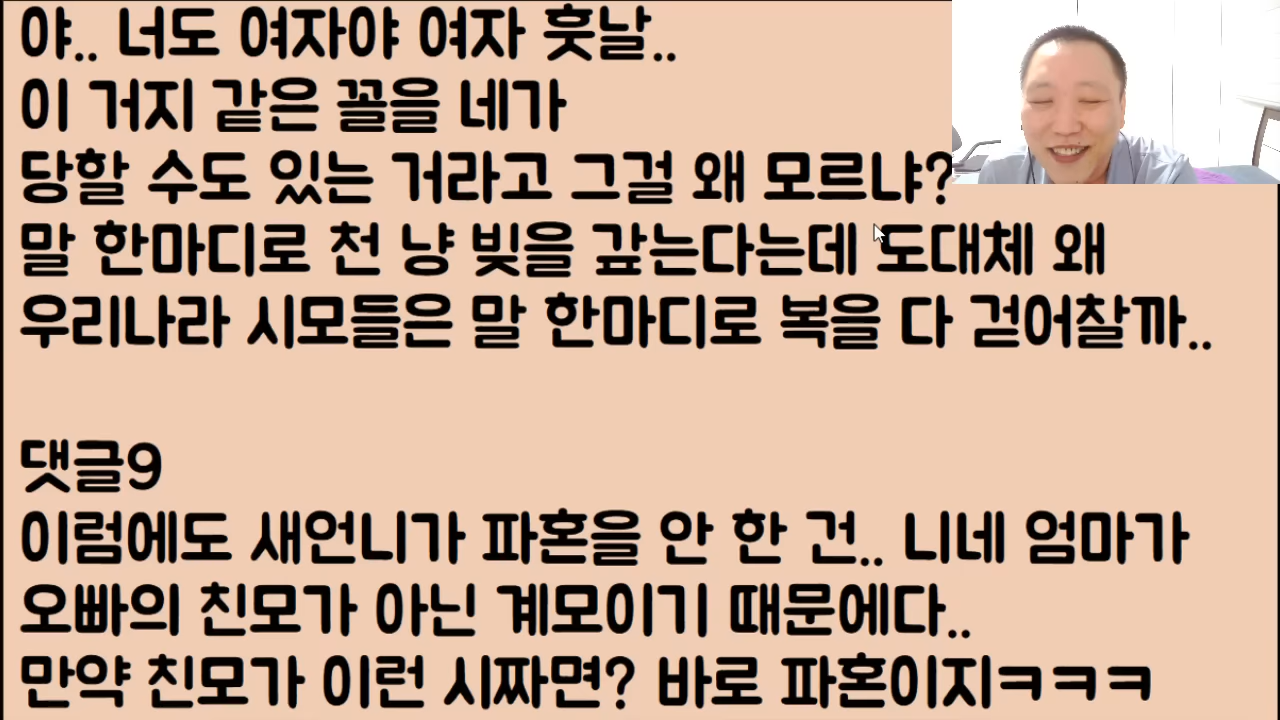 야.. 너도 여자야 여자 훗날..
이 거지 같은 꼴을 네가
당할 수도 있는 거라고 그걸 왜 모르냐?
말 한마디로 천 냥 빚을 갚는다는데 도대체 왜
우리나라 시모들은 말 한마디로 복을 다 걷어찰까..
댓글9
이럼에도 새언니가 파혼을 안 한 건.. 니네 엄마가
오빠의 친모가 아닌 계모이기 때문에다..
만약 친모가 이런 시짜면? 바로 파혼이지ㅋㅋㅋ